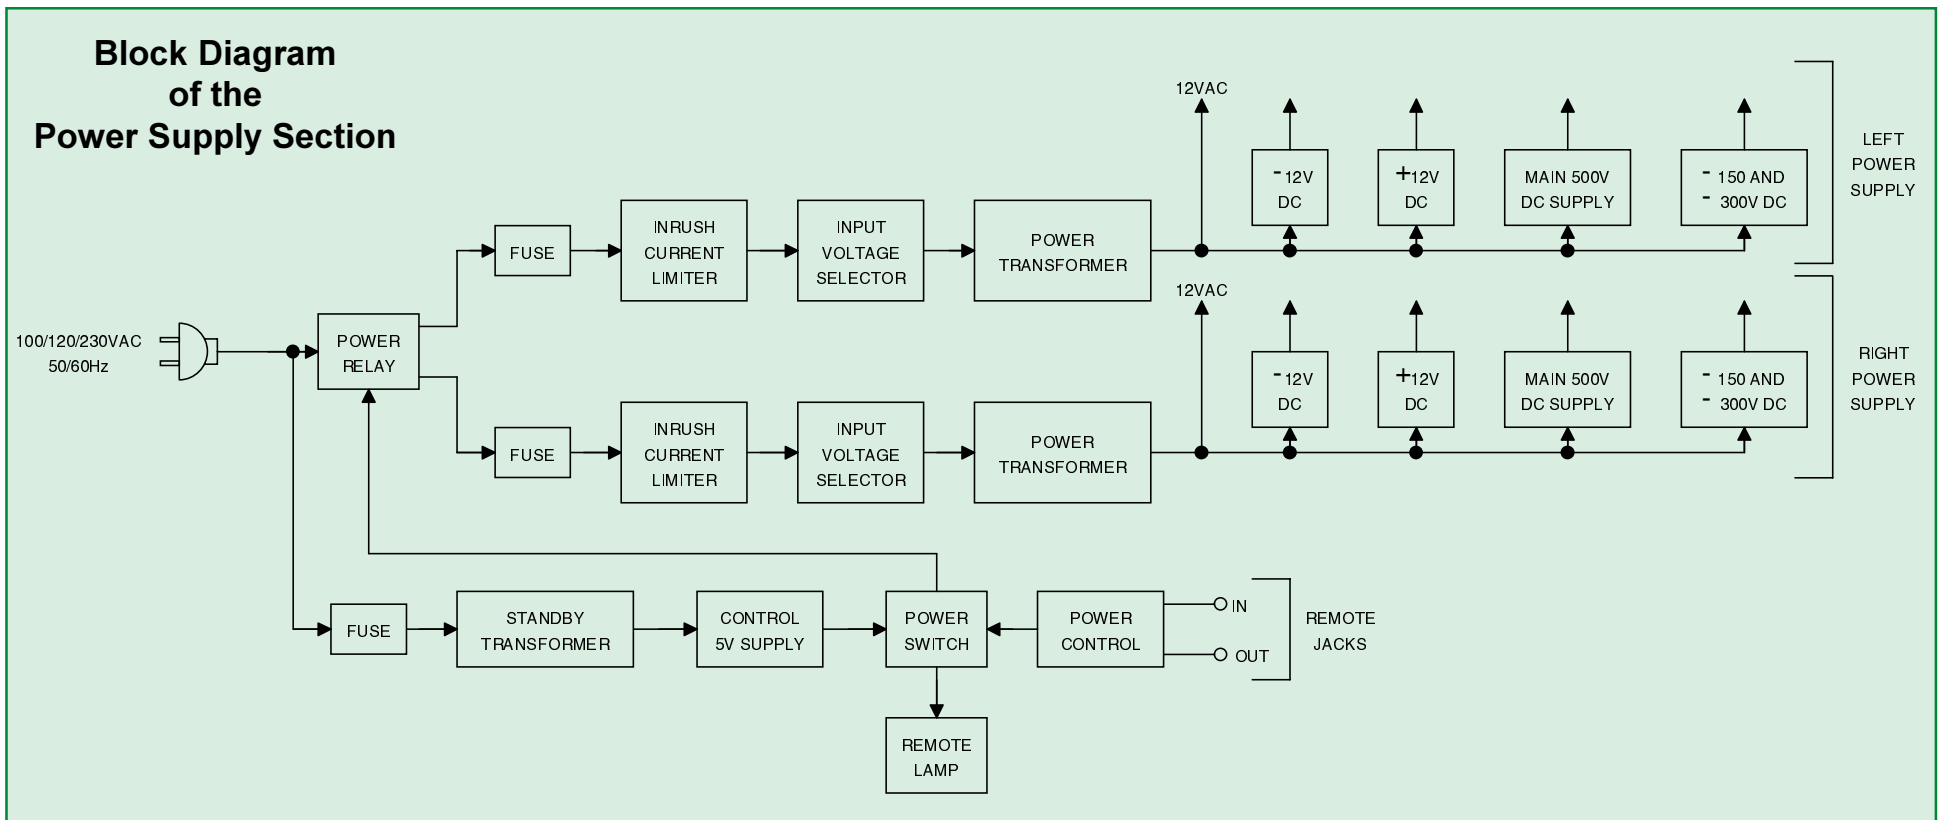 Block Diagram
of the
Power Supply Section
12VAC
- 12V
DC
+12V
DC
MAIN 500V
DC SUPPLY
- 150 AND
- 300V DC
LEFT
POWER
SUPPLY
FUSE
INRUSH
CURRENT
LIMITER
INPUT
VOLTAGE
SELECTOR
POWER
TRANSFORMER
100/120/230VAC
50/60Hz
POWER
RELAY
12VAC
- 12V
DC
+12V
DC
MAIN 500V
DC SUPPLY
- 150 AND
- 300V DC
RIGHT
POWER
SUPPLY
FUSE
INRUSH
CURRENT
LIMITER
INPUT
VOLTAGE
SELECTOR
POWER
TRANSFORMER
FUSE
STANDBY
TRANSFORMER
CONTROL
5V SUPPLY
POWER
SWITCH
POWER
CONTROL
IN
OUT
REMOTE
JACKS
REMOTE
LAMP